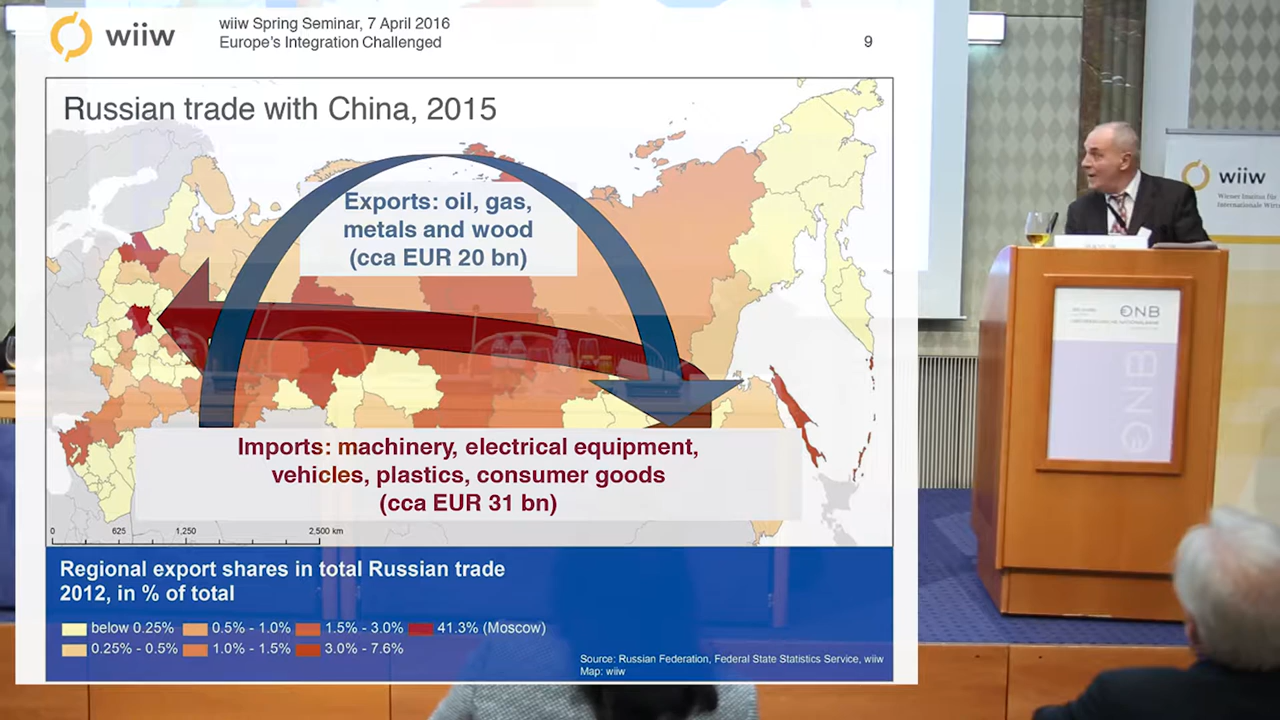 wiiw
wiiw Spring Seminar, 7 April 2016
Europe's Integration Challenged
9
Russian trade with China, 2015
Exports: oil, gas,
metals and wood
(cca EUR 20 bn)
Imports: machinery, electrical equipment,
vehicles, plastics, consumer goods
(cca EUR 31 bn)
0 625 1,250 2,500 km
Regional export shares in total Russian trade
2012, in % of total
below 0.25% 0.5% - 1.0% 1.5% - 3.0% 41.3% (Moscow)
0.25% - 0.5% 1.0% - 1.5% 3.0% - 7.6%
Source: Russian Federation, Federal State Statistics Service, wiiw
Map: wiiw
wiiw
Wiener Institut für
Internationale Wirt
ÖNB
ÖNB